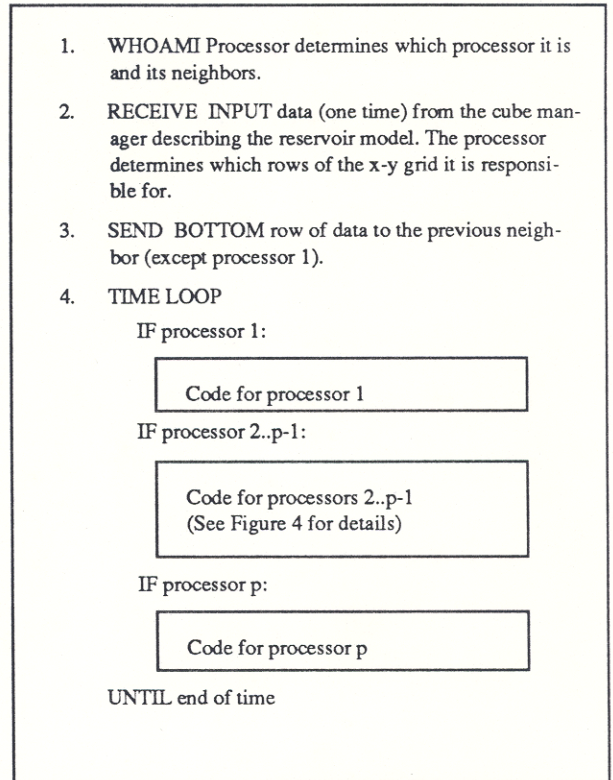 1. WHOAMI Processor determines which processor it is
and its neighbors.
2. RECEIVE INPUT data (one time) from the cube man-
ager describing the reservoir model. The processor
determines which rows of the x-y grid it is responsi-
ble for.
3. SEND BOTTOM row of data to the previous neigh-
bor (except processor 1).
4. TIME LOOP
IF processor 1:
Code for processor 1
IF processor 2..p-1:
Code for processors 2..p-1
(See Figure 4 for details)
IF processor p:
Code for processor p
UNTIL end of time